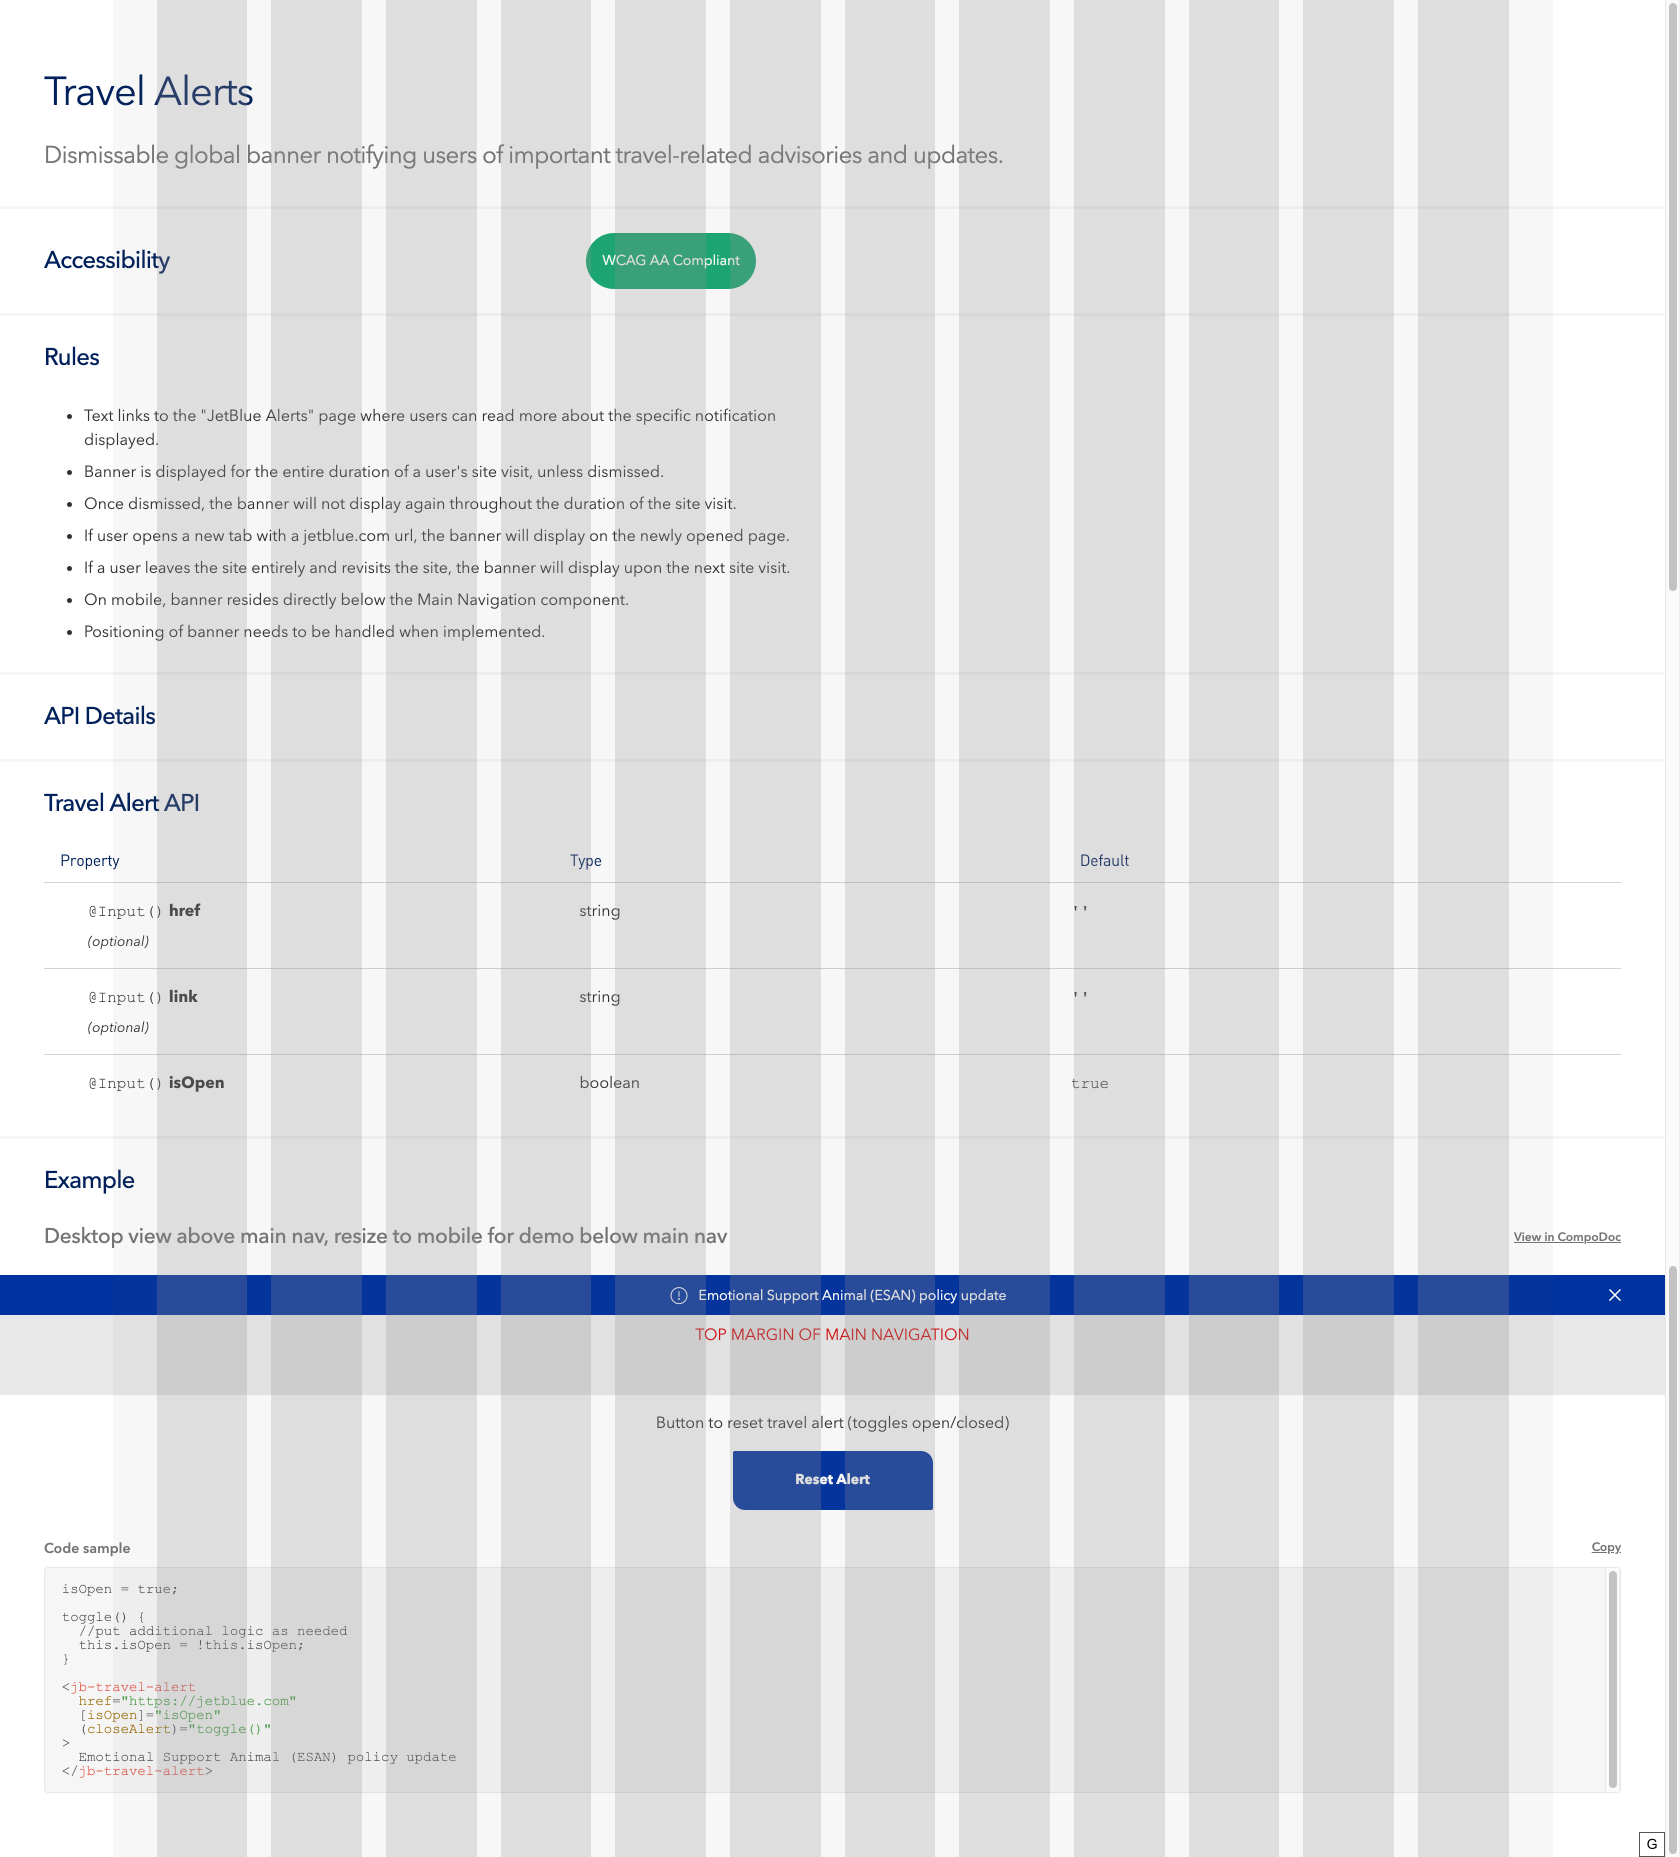 Travel Alerts
Dismissable global banner notifying users of important travel-related advisories and updates.
Accessibility
WCAG AA Compliant
Rules
• Text links to the "JetBlue Alerts" page where users can read more about the specific notification
displayed.
• Banner is displayed for the entire duration of a user's site visit, unless dismissed.
• Once dismissed, the banner will not display again throughout the duration of the site visit.
• If user opens a new tab with a jetblue.com url, the banner will display on the newly opened page.
• If a user leaves the site entirely and revisits the site, the banner will display upon the next site visit.
• On mobile, banner resides directly below the Main Navigation component.
• Positioning of banner needs to be handled when implemented.
API Details
Travel Alert API
Property Type Default
@Input() href string ''
(optional)
@Input() link string ''
(optional)
@Input() isOpen boolean true
Example
Desktop view above main nav, resize to mobile for demo below main nav
View in CompoDoc
Emotional Support Animal (ESAN) policy update
TOP MARGIN OF MAIN NAVIGATION
Button to reset travel alert (toggles open/closed)
Reset Alert
Code sample
Copy
isOpen = true;
toggle() {
  //put additional logic as needed
  this.isOpen = !this.isOpen;
}
<jb-travel-alert
  href="https://jetblue.com"
  [isOpen]="isOpen"
  (closeAlert)="toggle()"
>
  Emotional Support Animal (ESAN) policy update
</jb-travel-alert>
G